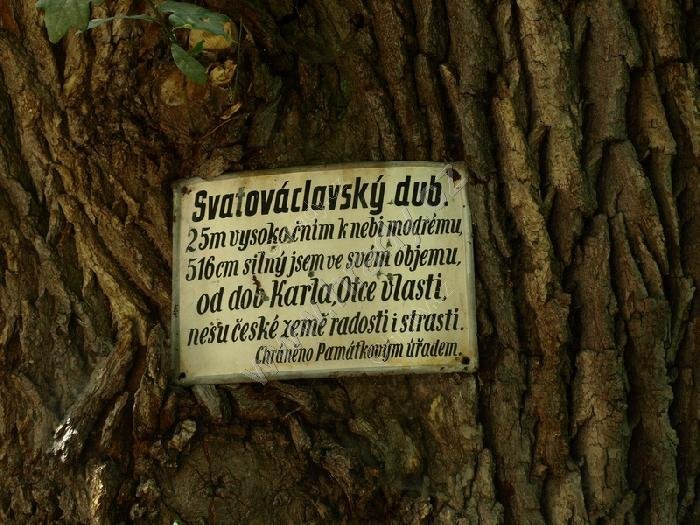 Svatováclavský dub.
25m vysoko čním k nebi modrému,
516cm silný jsem ve svém objemu,
od dob Karla, Otce vlasti,
nesu české země radosti i strasti.
Chráněno Památkovým úřadem.